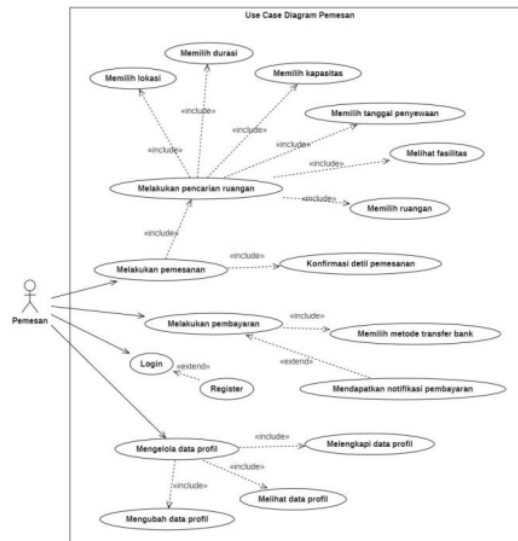 Use Case Diagram Pemesan
Memilih durasi
Memilih lokasi
Memilih kapasitas
«include»
«include»
«include»
«include»
Memilih tanggal penyewaan
Melihat fasilitas
«include»
Melakukan pencarian ruangan
«include»
Memilih ruangan
«include»
Konfirmasi detil pemesanan
Melakukan pemesanan
«include»
Pemesan
Melakukan pembayaran
«include»
Memilih metode transfer bank
Login
«extend»
«extend»
Register
Mendapatkan notifikasi pembayaran
Mengelola data profil
«include»
Melengkapi data profil
«include»
«include»
Melihat data profil
Mengubah data profil